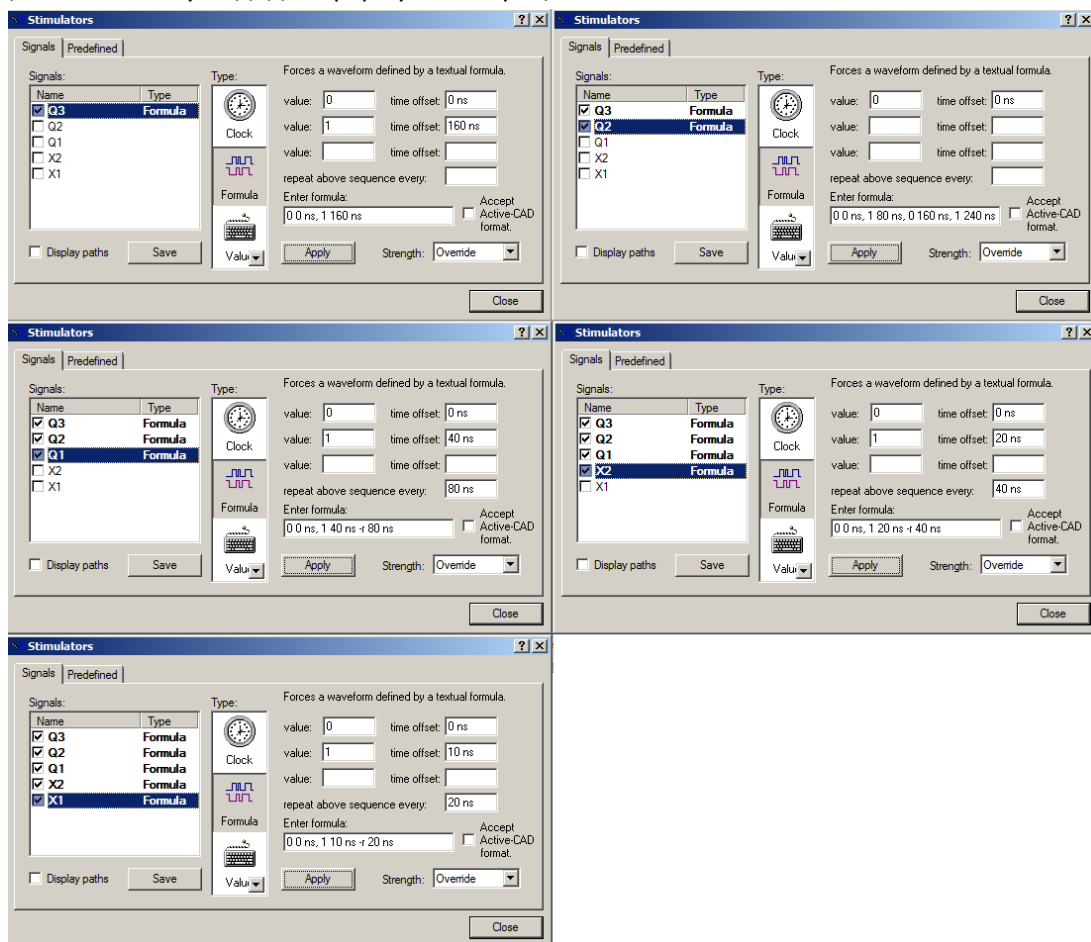 Stimulators
Signals Predefined
Signals:
Name Type
Q3 Formula
Q2
Q1
X2
X1
Display paths Save
Type:
Clock
Formula
Valu
Forces a waveform defined by a textual formula.
value: 0 time offset: 0 ns
value: 1 time offset: 160 ns
value: time offset:
repeat above sequence every:
Enter formula:
0 0 ns, 1 160 ns
Accept
Active-CAD
format.
Apply Strength: Override
Close
Stimulators
Signals Predefined
Signals:
Name Type
Q3 Formula
Q2 Formula
Q1
X2
X1
Display paths Save
Type:
Clock
Formula
Valu
Forces a waveform defined by a textual formula.
value: 0 time offset: 0 ns
value: time offset:
value: time offset:
repeat above sequence every:
Enter formula:
0 0 ns, 1 80 ns, 0 160 ns, 1 240 ns
Accept
Active-CAD
format.
Apply Strength: Override
Close
Stimulators
Signals Predefined
Signals:
Name Type
Q3 Formula
Q2 Formula
Q1 Formula
X2
X1
Display paths Save
Type:
Clock
Formula
Valu
Forces a waveform defined by a textual formula.
value: 0 time offset: 0 ns
value: 1 time offset: 40 ns
value: time offset:
repeat above sequence every: 80 ns
Enter formula:
0 0 ns, 1 40 ns -r 80 ns
Accept
Active-CAD
format.
Apply Strength: Override
Close
Stimulators
Signals Predefined
Signals:
Name Type
Q3 Formula
Q2 Formula
Q1 Formula
X2 Formula
X1
Display paths Save
Type:
Clock
Formula
Valu
Forces a waveform defined by a textual formula.
value: 0 time offset: 0 ns
value: 1 time offset: 20 ns
value: time offset:
repeat above sequence every: 40 ns
Enter formula:
0 0 ns, 1 20 ns -r 40 ns
Accept
Active-CAD
format.
Apply Strength: Override
Close
Stimulators
Signals Predefined
Signals:
Name Type
Q3 Formula
Q2 Formula
Q1 Formula
X2 Formula
X1 Formula
Display paths Save
Type:
Clock
Formula
Valu
Forces a waveform defined by a textual formula.
value: 0 time offset: 0 ns
value: 1 time offset: 10 ns
value: time offset:
repeat above sequence every: 20 ns
Enter formula:
0 0 ns, 1 10 ns -r 20 ns
Accept
Active-CAD
format.
Apply Strength: Override
Close